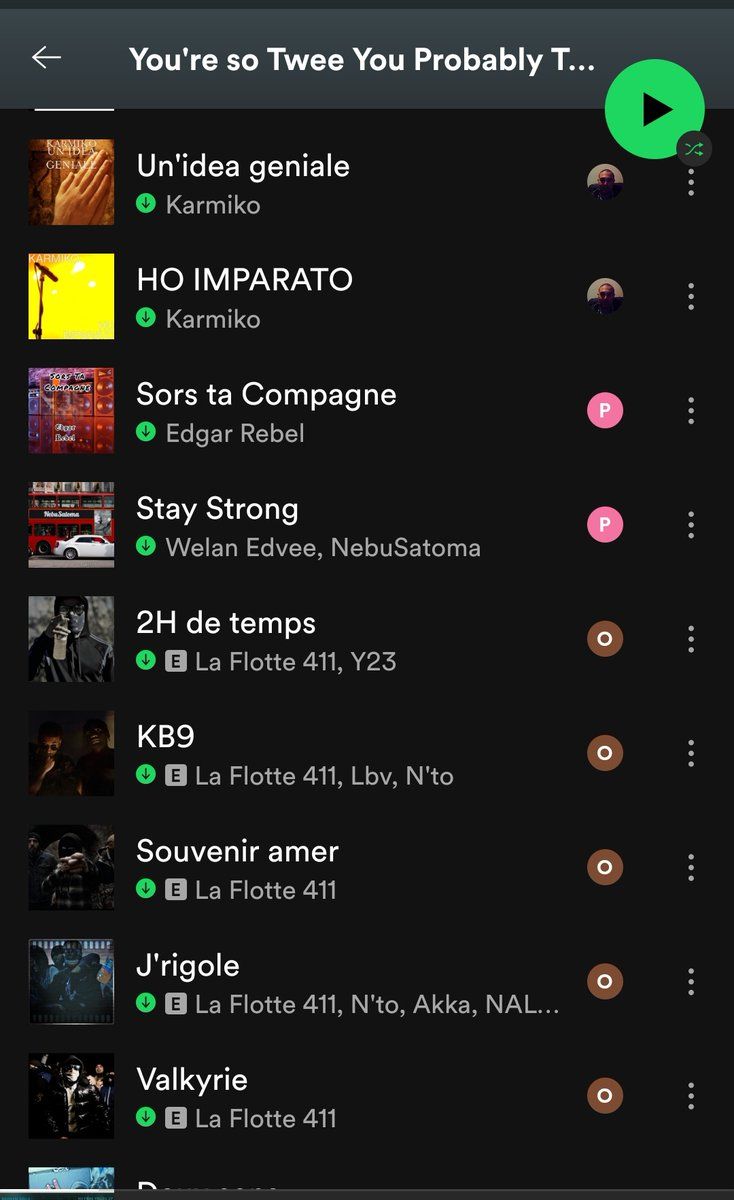 You're so Twee You Probably T...
KARMIKO
UN'IDEA
GENIALE
Un'idea geniale
Karmiko
KARMIKO
HO IMPARATO
Karmiko
SORS TA
COMPAGNE
Edgar
Rebel
Sors ta Compagne
Edgar Rebel
P
NebuSatoma
Stay Strong
Welan Edvee, NebuSatoma
P
2H de temps
E La Flotte 411, Y23
O
KB9
E La Flotte 411, Lbv, N'to
O
Souvenir amer
E La Flotte 411
O
J'rigole
E La Flotte 411, N'to, Akka, NAL...
O
Valkyrie
E La Flotte 411
O